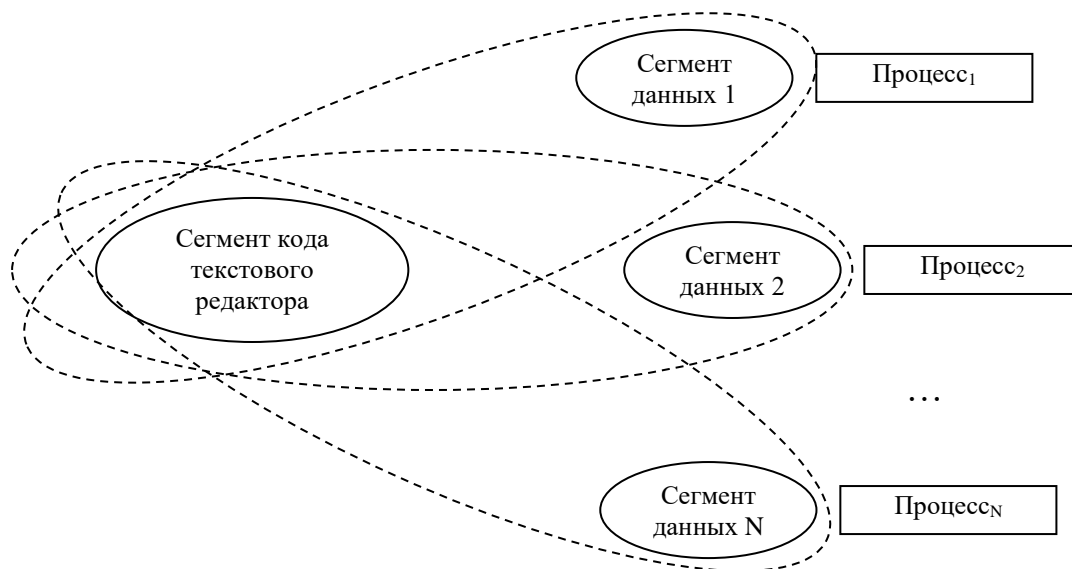 Сегмент
данных 1
Процесс₁
Сегмент кода
текстового
редактора
Сегмент
данных 2
Процесс₂
...
Сегмент
данных N
Процессₙ